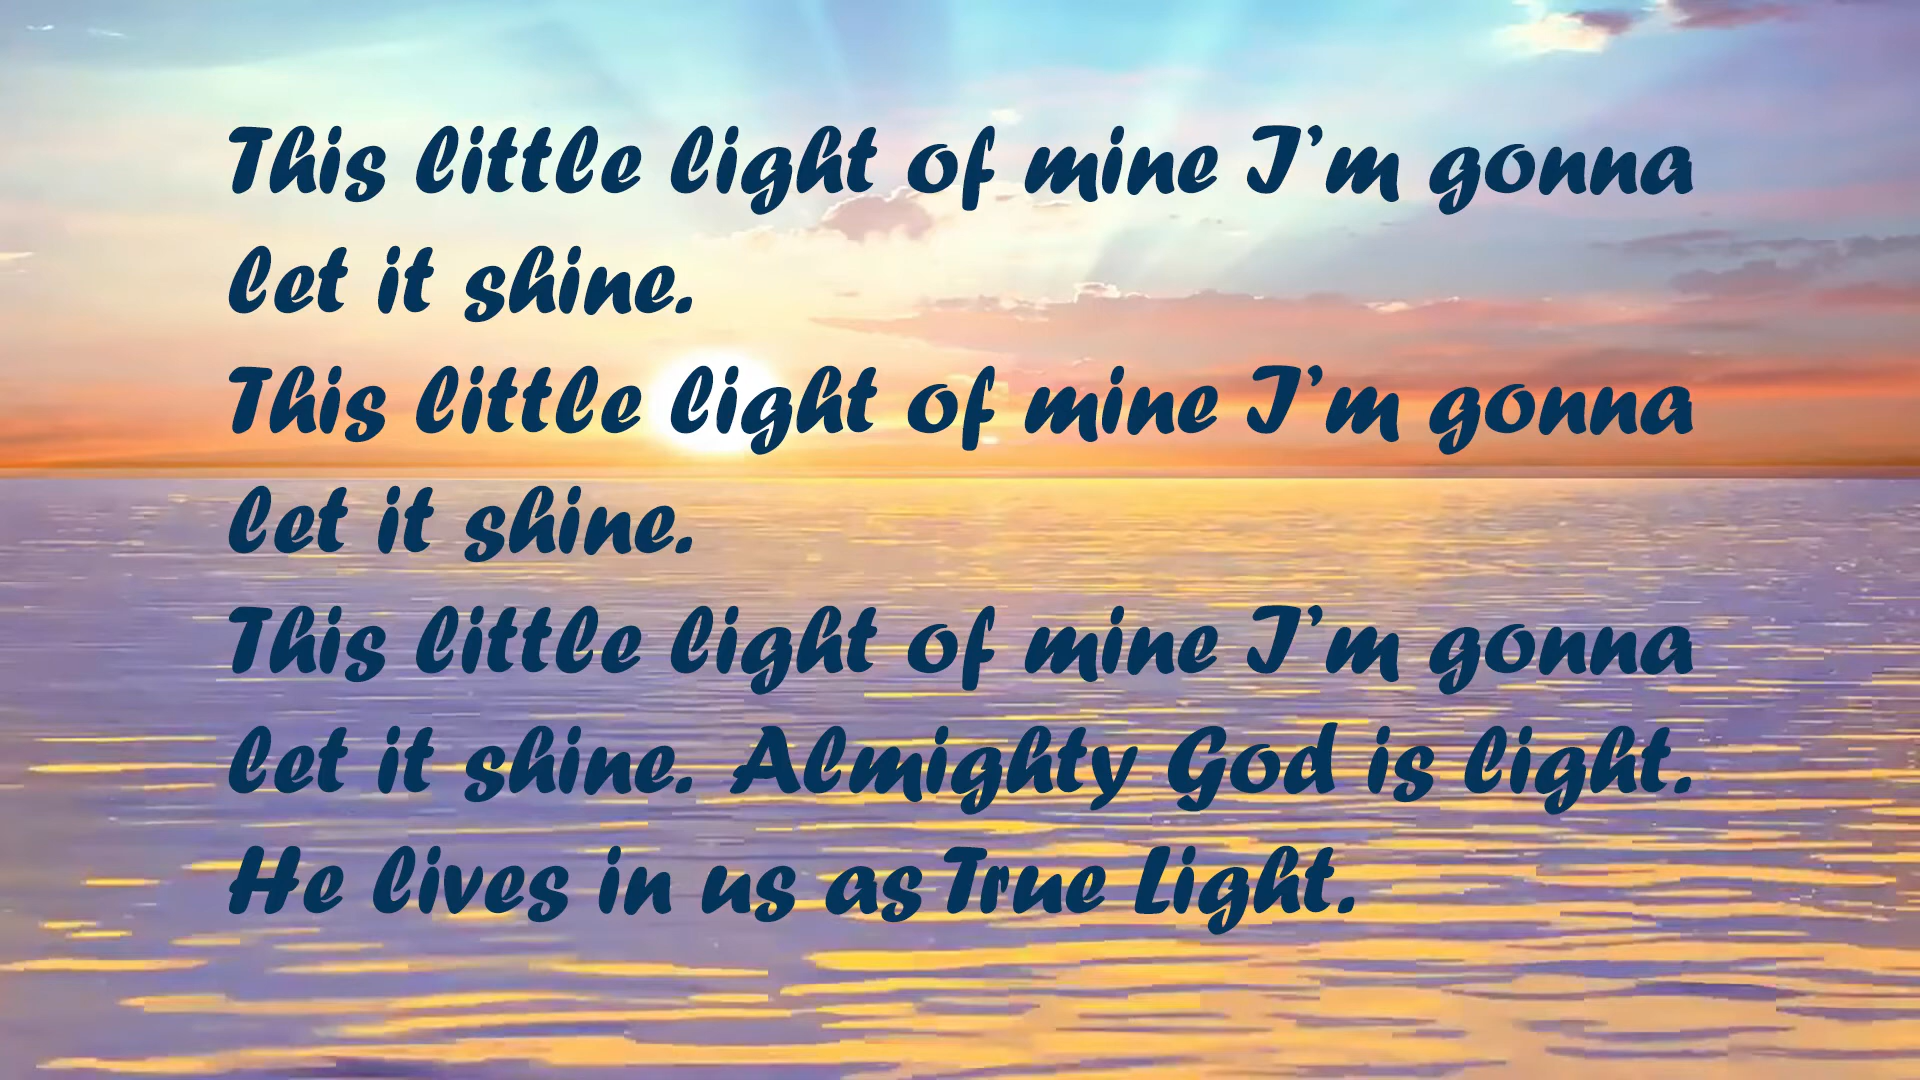 This little light of mine I’m gonna
let it shine.
This little light of mine I’m gonna
let it shine.
This little light of mine I’m gonna
let it shine. Almighty God is light.
He lives in us as True Light.